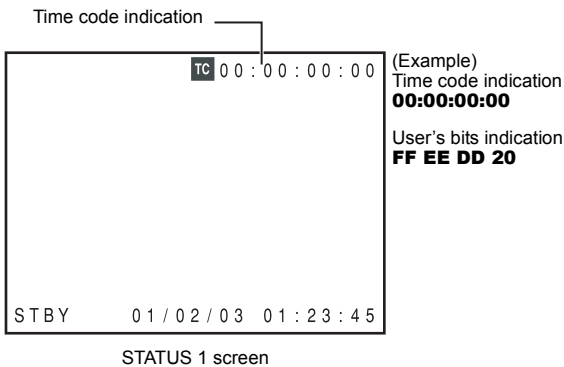 Time code indication
TC 00:00:00:00
(Example)
Time code indication
00:00:00:00
User's bits indication
FF EE DD 20
STBY 01/02/03 01:23:45
STATUS 1 screen